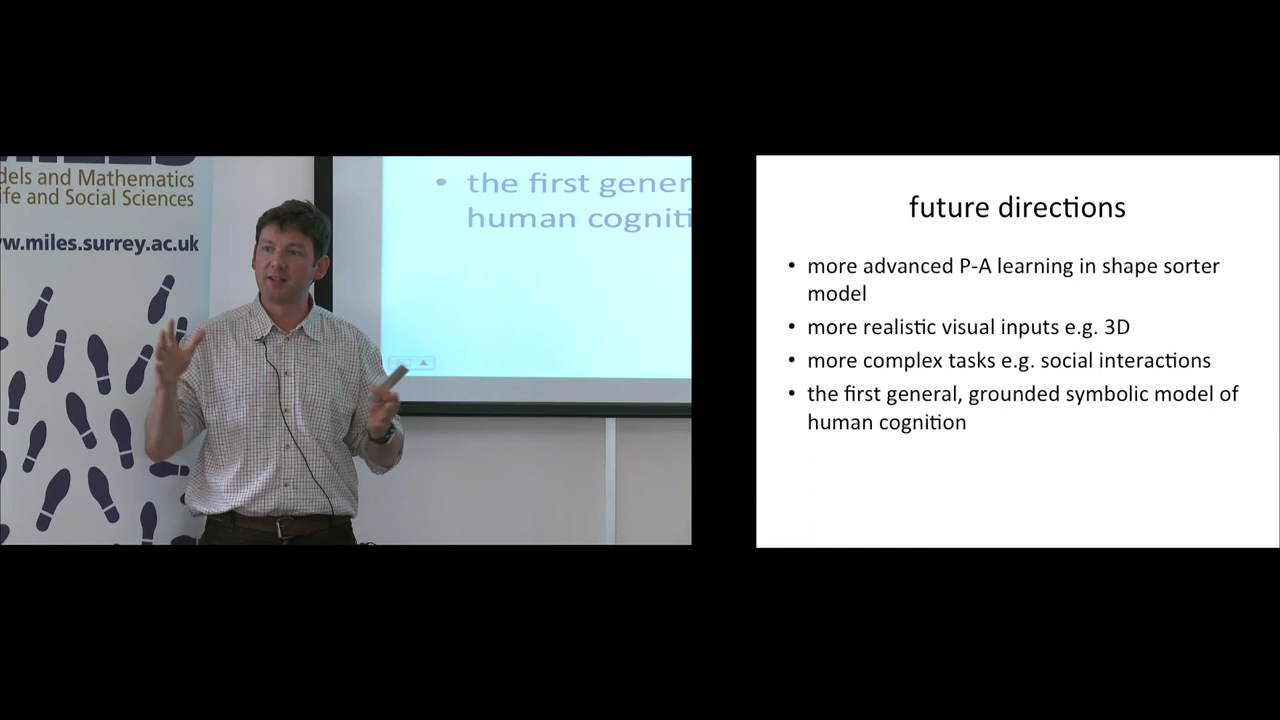 dels and Mathematics
ife and Social Sciences
w.miles.surrey.ac.uk
• the first gener
human cogniti
future directions
• more advanced P-A learning in shape sorter
model
• more realistic visual inputs e.g. 3D
• more complex tasks e.g. social interactions
• the first general, grounded symbolic model of
human cognition